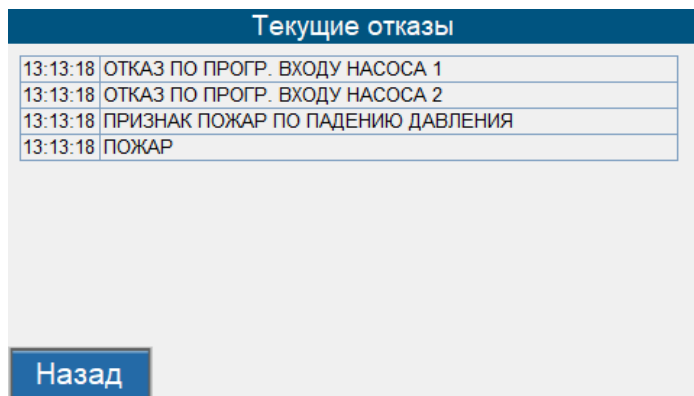 Текущие отказы
13:13:18 ОТКАЗ ПО ПРОГР. ВХОДУ НАСОСА 1
13:13:18 ОТКАЗ ПО ПРОГР. ВХОДУ НАСОСА 2
13:13:18 ПРИЗНАК ПОЖАР ПО ПАДЕНИЮ ДАВЛЕНИЯ
13:13:18 ПОЖАР
Назад